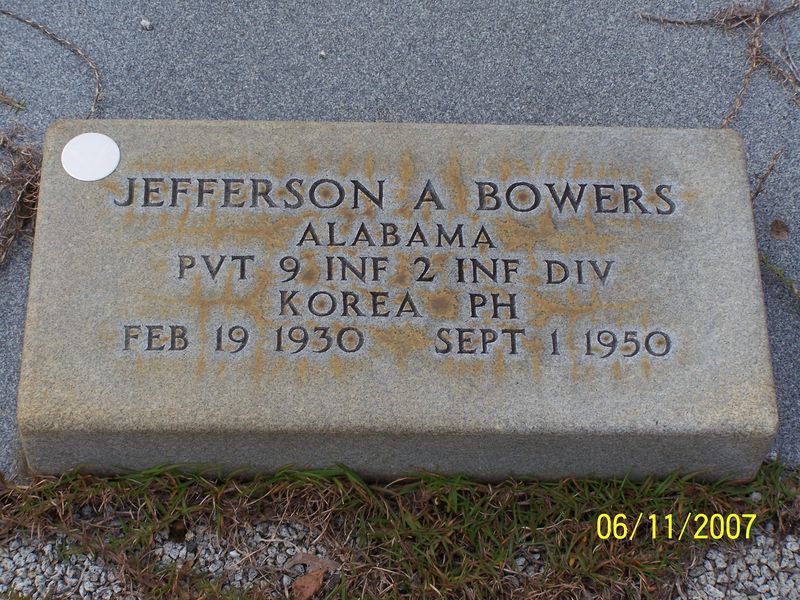 JEFFERSON A BOWERS
ALABAMA
PVT 9 INF 2 INF DIV
KOREA PH
FEB 19 1930 SEPT 1 1950
06/11/2007